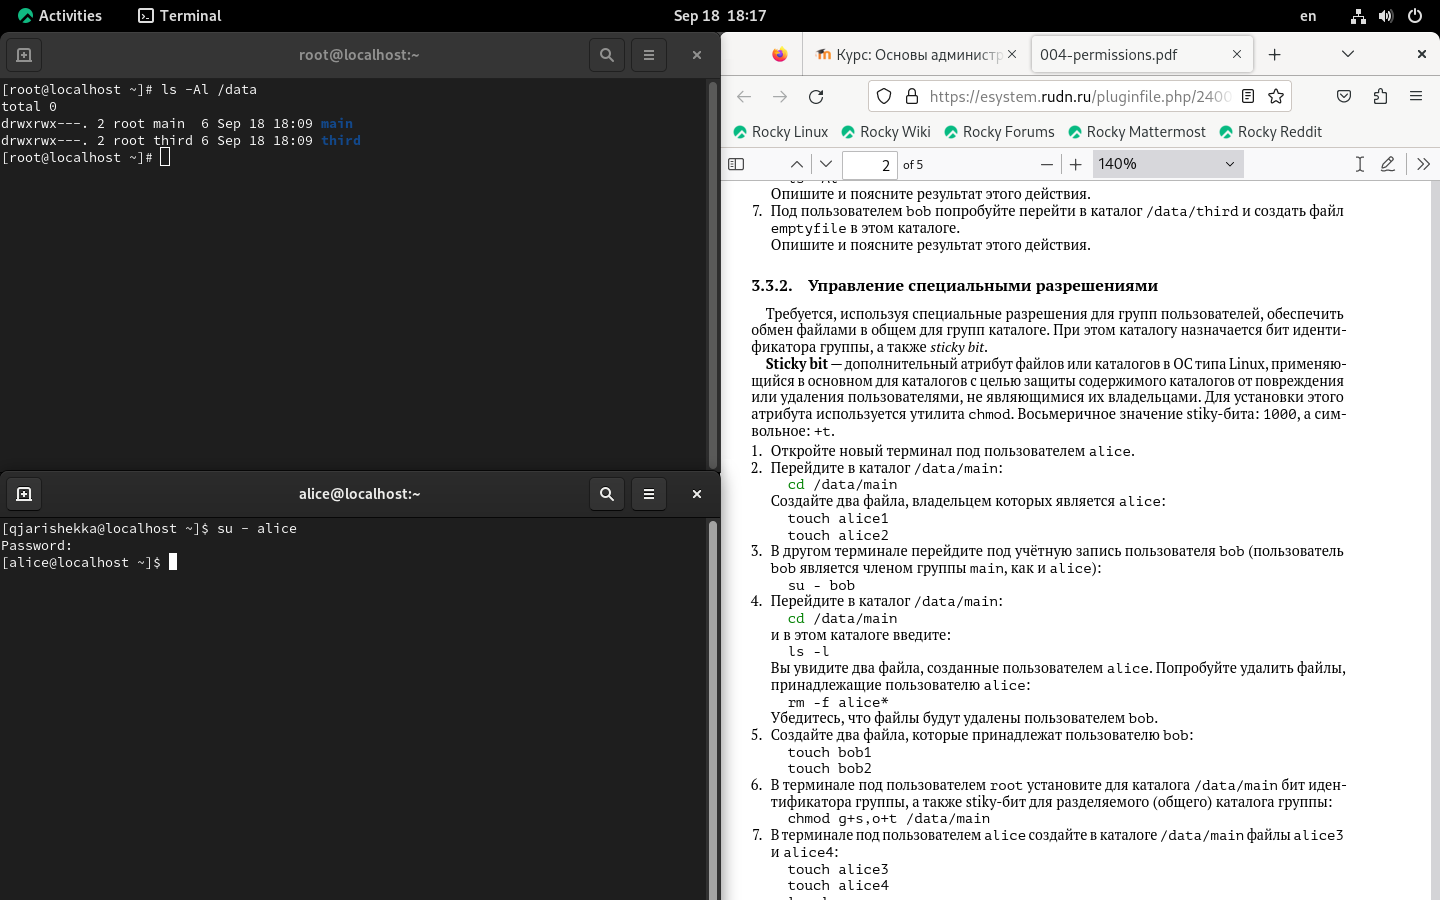 Activities
Terminal
Sep 18 18:17
en
root@localhost:~
[root@localhost ~]# ls -Al /data
total 0
drwxrwx---. 2 root main  6 Sep 18 18:09 main
drwxrwx---. 2 root third 6 Sep 18 18:09 third
[root@localhost ~]#
alice@localhost:~
[qjarishekka@localhost ~]$ su - alice
Password:
[alice@localhost ~]$
Курс: Основы администр
004-permissions.pdf
https://esystem.rudn.ru/pluginfile.php/2400
Rocky Linux
Rocky Wiki
Rocky Forums
Rocky Mattermost
Rocky Reddit
2 of 5
140%
Опишите и поясните результат этого действия.
7. Под пользователем bob попробуйте перейти в каталог /data/third и создать файл
emptyfile в этом каталоге.
Опишите и поясните результат этого действия.
3.3.2. Управление специальными разрешениями
Требуется, используя специальные разрешения для групп пользователей, обеспечить
обмен файлами в общем для групп каталоге. При этом каталогу назначается бит иденти-
фикатора группы, а также sticky bit.
Sticky bit — дополнительный атрибут файлов или каталогов в ОС типа Linux, применяю-
щийся в основном для каталогов с целью защиты содержимого каталогов от повреждения
или удаления пользователями, не являющимися их владельцами. Для установки этого
атрибута используется утилита chmod. Восьмеричное значение stiky-бита: 1000, а сим-
вольное: +t.
1. Откройте новый терминал под пользователем alice.
2. Перейдите в каталог /data/main:
cd /data/main
Создайте два файла, владельцем которых является alice:
touch alice1
touch alice2
3. В другом терминале перейдите под учётную запись пользователя bob (пользователь
bob является членом группы main, как и alice):
su - bob
4. Перейдите в каталог /data/main:
cd /data/main
и в этом каталоге введите:
ls -l
Вы увидите два файла, созданные пользователем alice. Попробуйте удалить файлы,
принадлежащие пользователю alice:
rm -f alice*
Убедитесь, что файлы будут удалены пользователем bob.
5. Создайте два файла, которые принадлежат пользователю bob:
touch bob1
touch bob2
6. В терминале под пользователем root установите для каталога /data/main бит иден-
тификатора группы, а также stiky-бит для разделяемого (общего) каталога группы:
chmod g+s,o+t /data/main
7. В терминале под пользователем alice создайте в каталоге /data/main файлы alice3
и alice4:
touch alice3
touch alice4